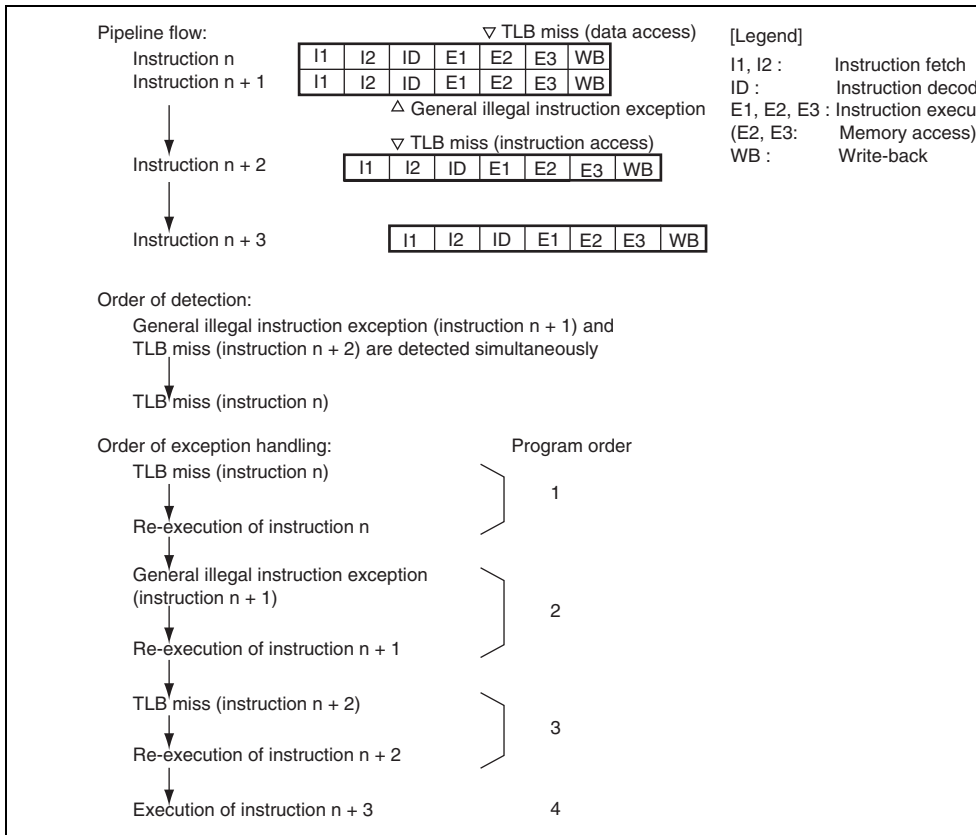 Pipeline flow:
▽ TLB miss (data access)
Instruction n
I1 I2 ID E1 E2 E3 WB
Instruction n + 1
I1 I2 ID E1 E2 E3 WB
△ General illegal instruction exception
▽ TLB miss (instruction access)
Instruction n + 2
I1 I2 ID E1 E2 E3 WB
Instruction n + 3
I1 I2 ID E1 E2 E3 WB
[Legend]
I1, I2 : Instruction fetch
ID : Instruction decod
E1, E2, E3 : Instruction execu
(E2, E3: Memory access)
WB : Write-back
Order of detection:
General illegal instruction exception (instruction n + 1) and
TLB miss (instruction n + 2) are detected simultaneously
TLB miss (instruction n)
Order of exception handling:
Program order
TLB miss (instruction n)
1
Re-execution of instruction n
General illegal instruction exception
(instruction n + 1)
2
Re-execution of instruction n + 1
TLB miss (instruction n + 2)
3
Re-execution of instruction n + 2
Execution of instruction n + 3
4